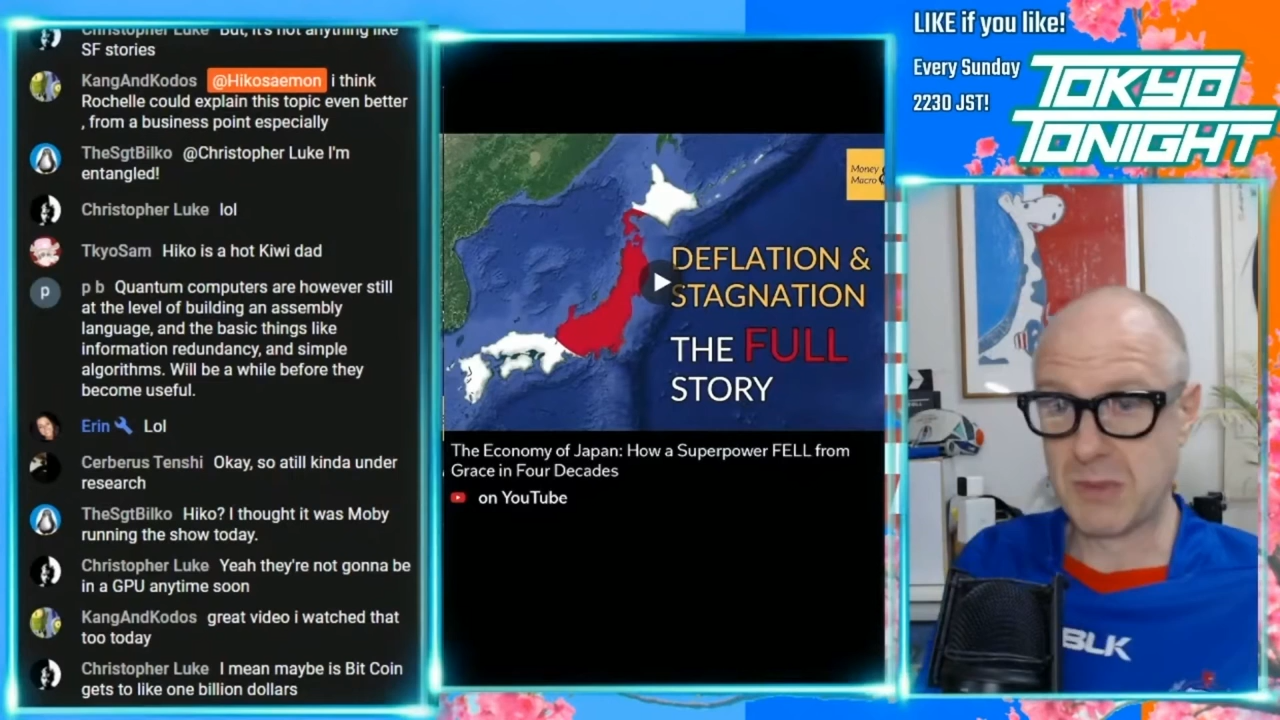 Christopher Luke But, it's not anything like
SF stories
KangAndKodos @Hikosaemon i think
Rochelle could explain this topic even better
, from a business point especially
TheSgtBilko @Christopher Luke I'm
entangled!
Christopher Luke lol
TkyoSam Hiko is a hot Kiwi dad
p
p b Quantum computers are however still
at the level of building an assembly
language, and the basic things like
information redundancy, and simple
algorithms. Will be a while before they
become useful.
Erin Lol
Cerberus Tenshi Okay, so atill kinda under
research
TheSgtBilko Hiko? I thought it was Moby
running the show today.
Christopher Luke Yeah they're not gonna be
in a GPU anytime soon
KangAndKodos great video i watched that
too today
Christopher Luke I mean maybe is Bit Coin
gets to like one billion dollars
Money
Macro
DEFLATION &
STAGNATION
THE FULL
STORY
The Economy of Japan: How a Superpower FELL from
Grace in Four Decades
on YouTube
LIKE if you like!
Every Sunday
2230 JST!
TOKYO
TONIGHT
BLK